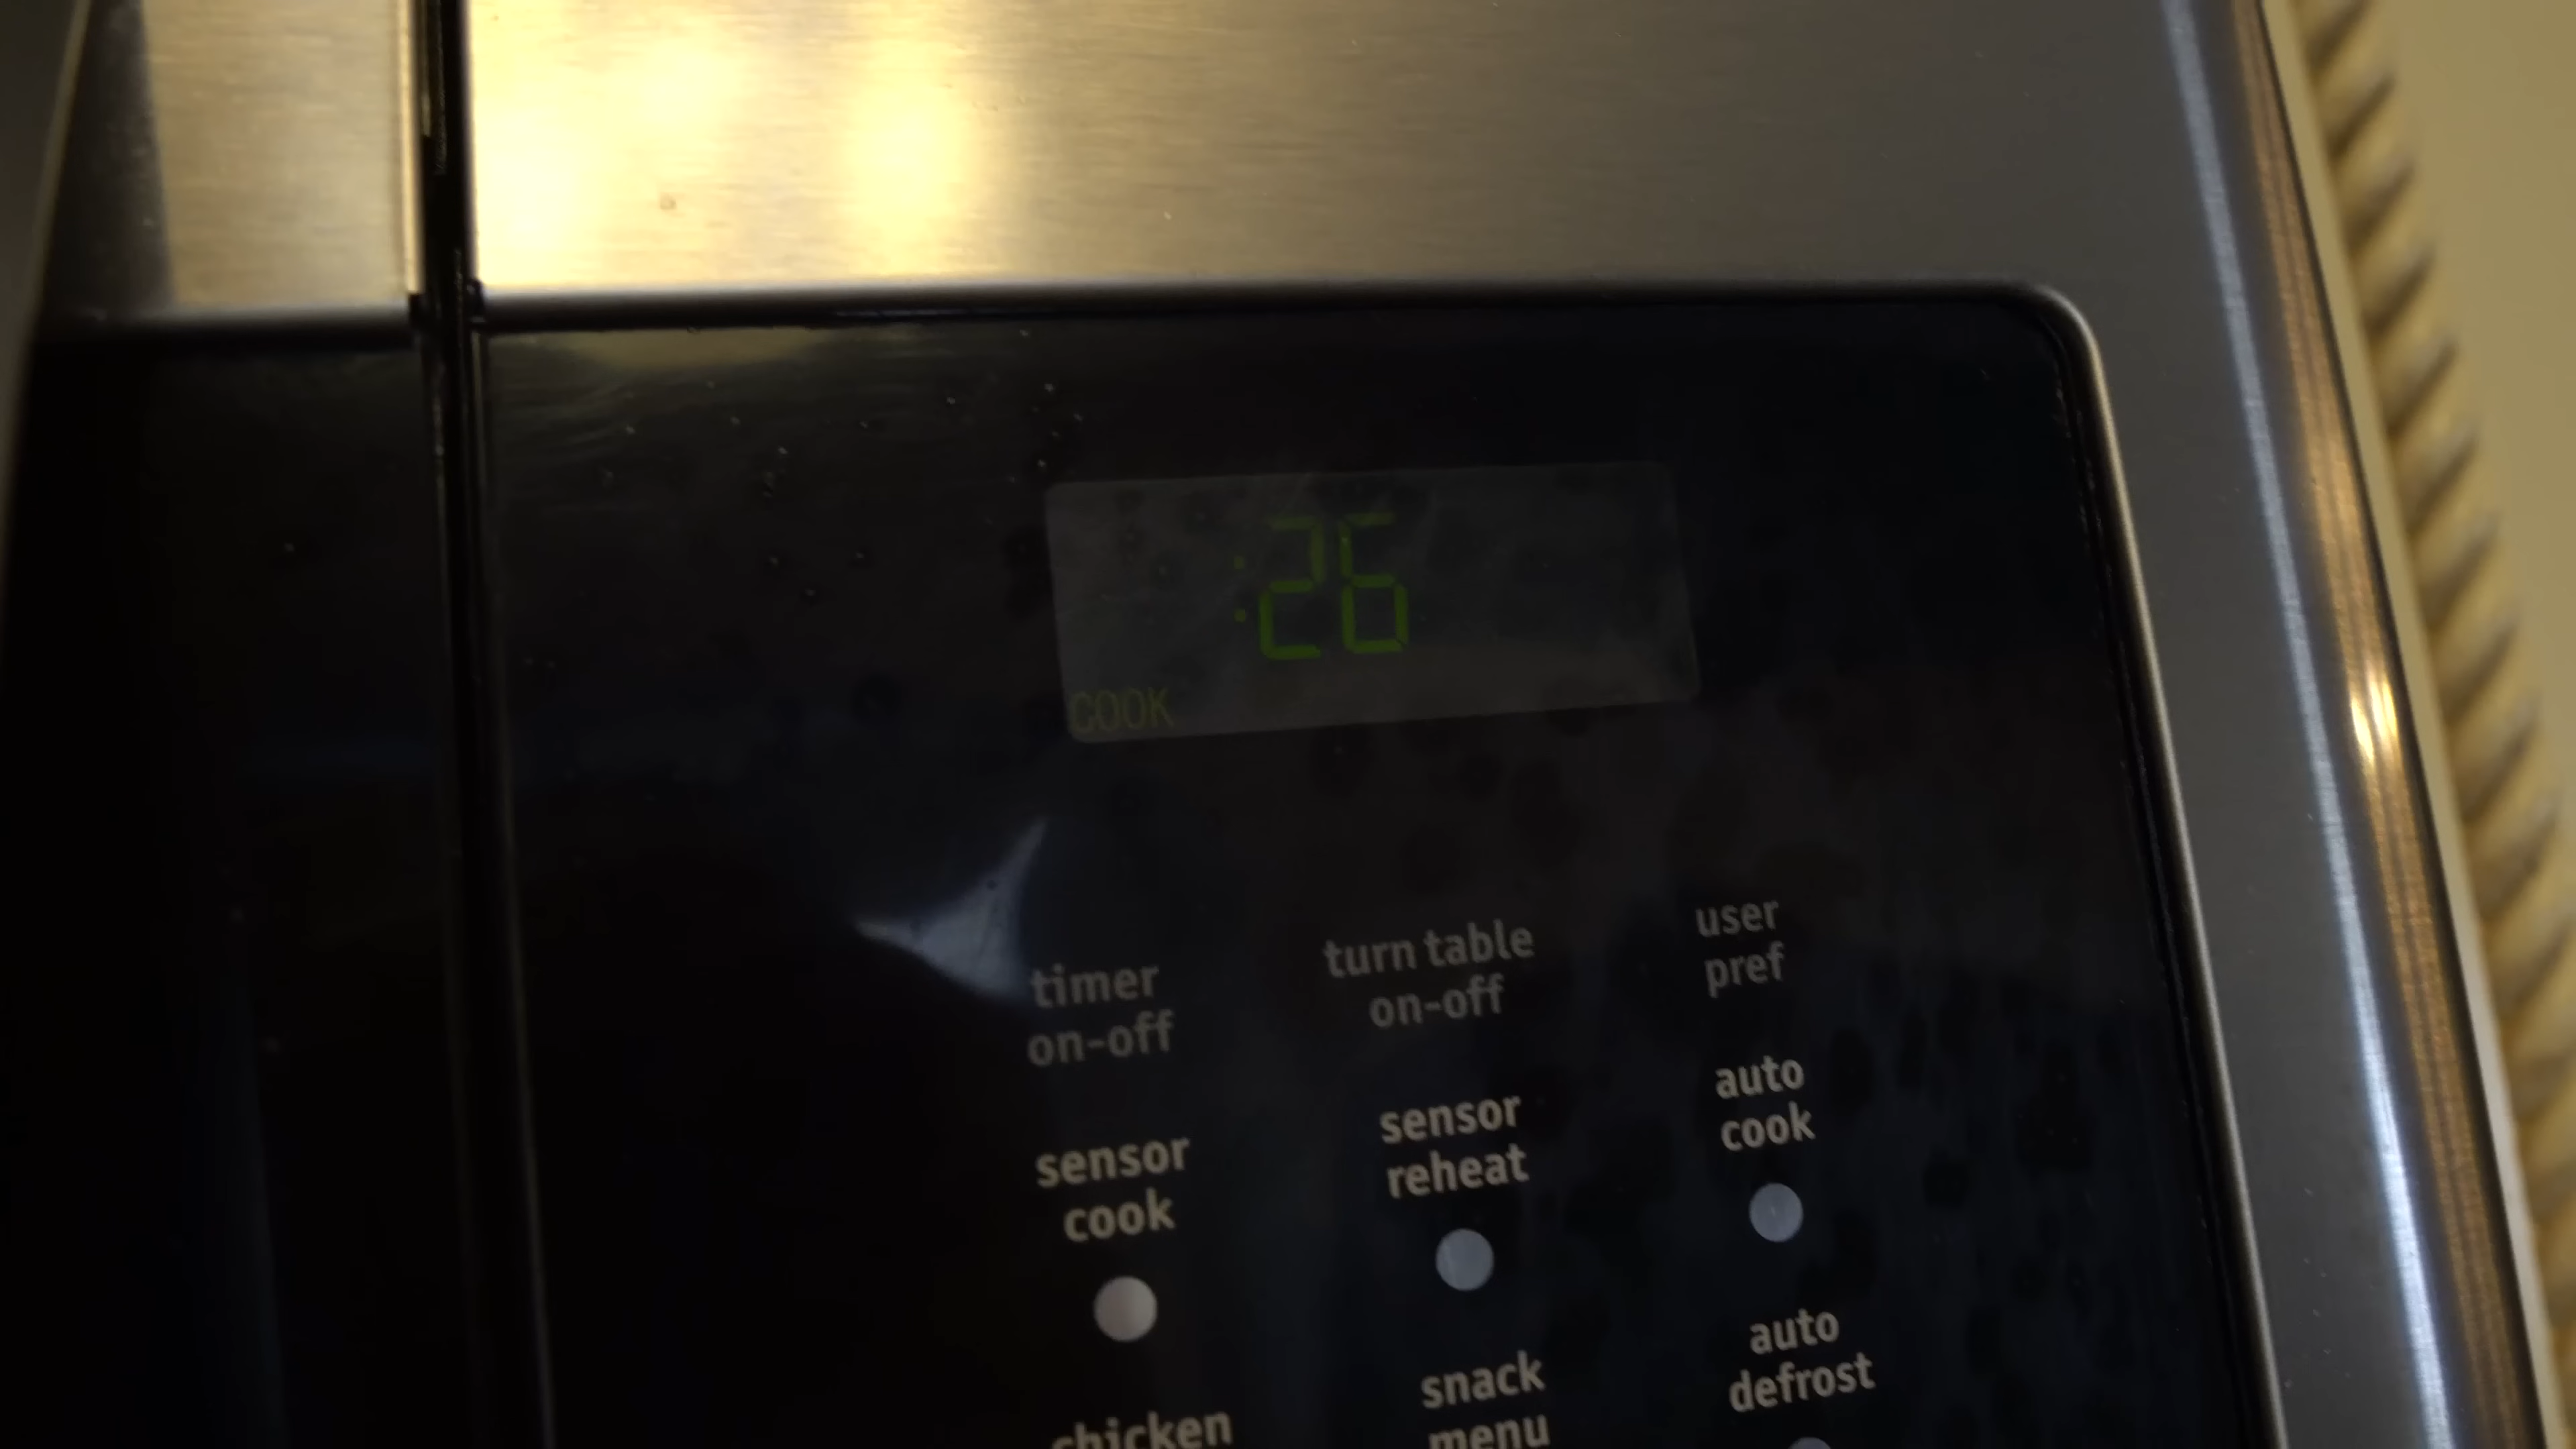 :26
COOK
timer
on-off
turn table
on-off
user
pref
sensor
cook
sensor
reheat
auto
cook
chicken
snack
menu
auto
defrost